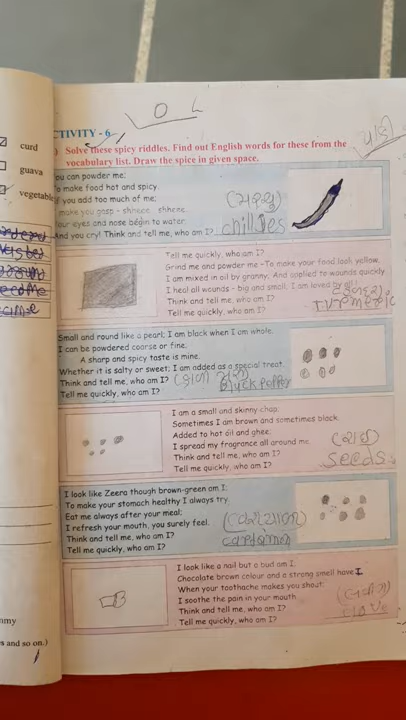 curd
guava
vegetable
CTIVITY - 6
O L
Solve these spicy riddles. Find out English words for these from the
vocabulary list. Draw the spice in given space.
ou can powder me;
o make food hot and spicy.
f you add too much of me;
make you gasp - shheee, shheee.
our eyes and nose begin to water;
And you cry! Think and tell me, who am I?
chillies
Tell me quickly, who am I?
Grind me and powder me - To make your food look yellow.
I am mixed in oil by granny. And applied to wounds quickly
I heal all wounds - big and small. I am loved by all!
Think and tell me, who am I?
Tell me quickly, who am I?
Turmeric
Small and round like a pearl; I am black when I am whole.
I can be powdered coarse or fine.
A sharp and spicy taste is mine.
Whether it is salty or sweet; I am added as a special treat.
Think and tell me, who am I?
Tell me quickly, who am I?
Black pepper
I am a small and skinny chap.
Sometimes I am brown and sometimes black.
Added to hot oil and ghee.
I spread my fragrance all around me.
Think and tell me, who am I?
Tell me quickly, who am I?
(રાઈ)
seeds
I look like Zeera though brown-green am I;
To make your stomach healthy I always try.
Eat me always after your meal;
I refresh your mouth, you surely feel.
Think and tell me, who am I?
Tell me quickly, who am I?
I look like a nail but a bud am I;
Chocolate brown colour and a strong smell have I.
When your toothache makes you shout;
I soothe the pain in your mouth
Think and tell me, who am I?
Tell me quickly, who am I?
(લવીંગ)
clove
mmy
s and so on.)